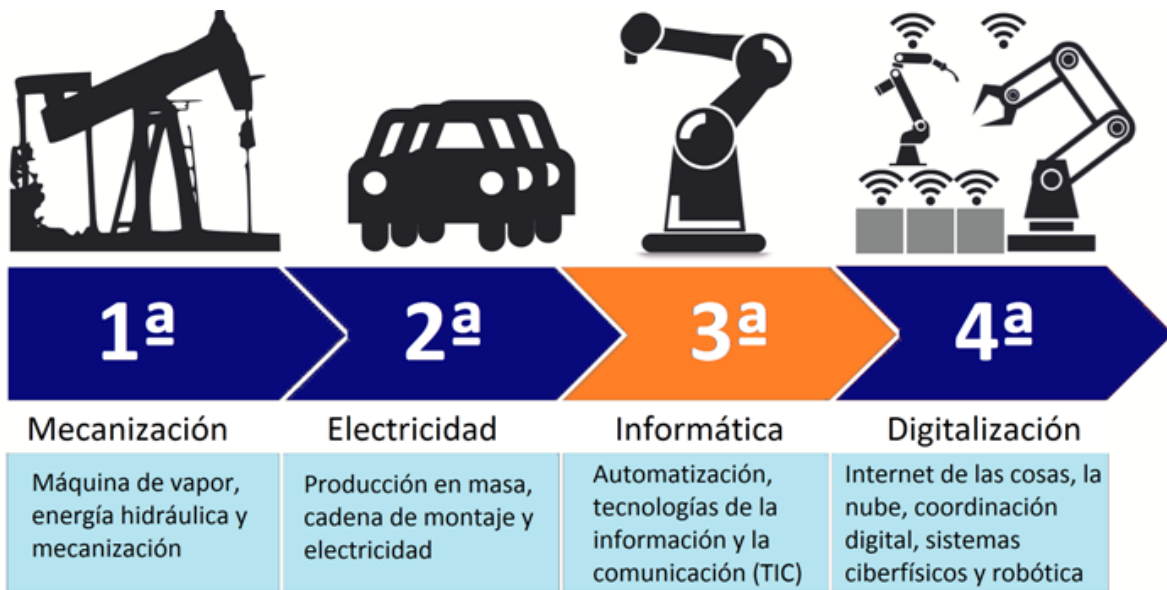 1ª
2ª
3ª
4ª
Mecanización
Electricidad
Informática
Digitalización
Máquina de vapor,
energía hidráulica y
mecanización
Producción en masa,
cadena de montaje y
electricidad
Automatización,
tecnologías de la
información y la
comunicación (TIC)
Internet de las cosas, la
nube, coordinación
digital, sistemas
ciberfísicos y robótica